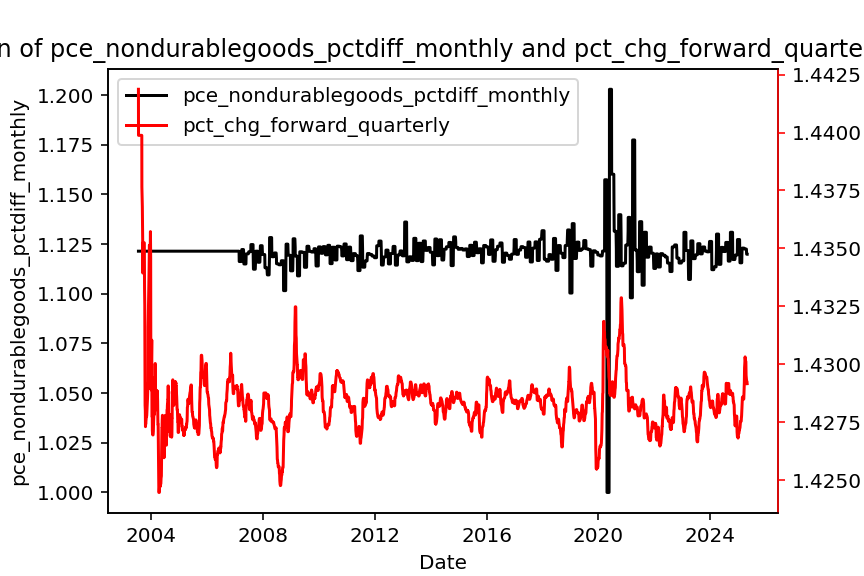 n of pce_nondurablegoods_pctdiff_monthly and pct_chg_forward_quarte
pce_nondurablegoods_pctdiff_monthly
pct_chg_forward_quarterly
pce_nondurablegoods_pctdiff_monthly
1.200
1.175
1.150
1.125
1.100
1.075
1.050
1.025
1.000
1.4425
1.4400
1.4375
1.4350
1.4325
1.4300
1.4275
1.4250
2004 2008 2012 2016 2020 2024
Date